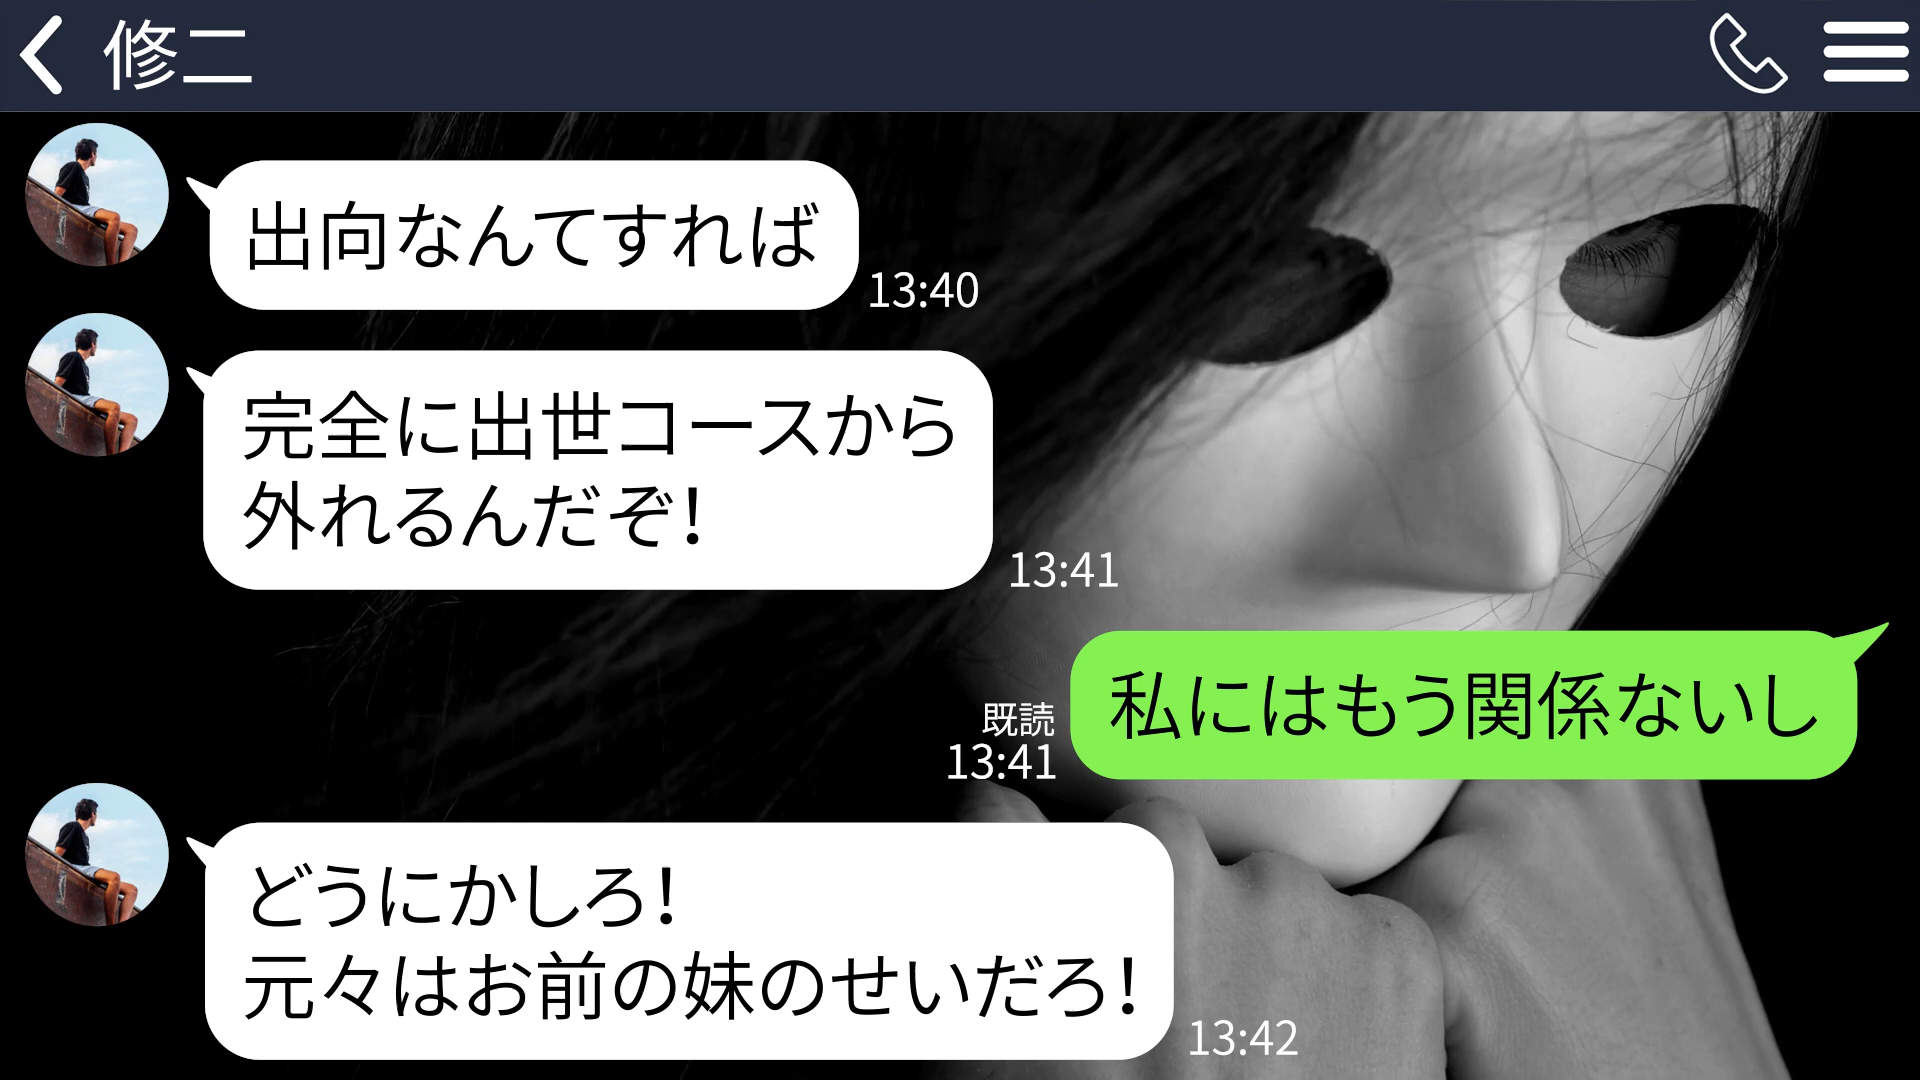 修二
出向なんてすれば
13:40
完全に出世コースから
外れるんだぞ！
13:41
私にはもう関係ないし
既読
13:41
どうにかしろ！
元々はお前の妹のせいだろ！
13:42